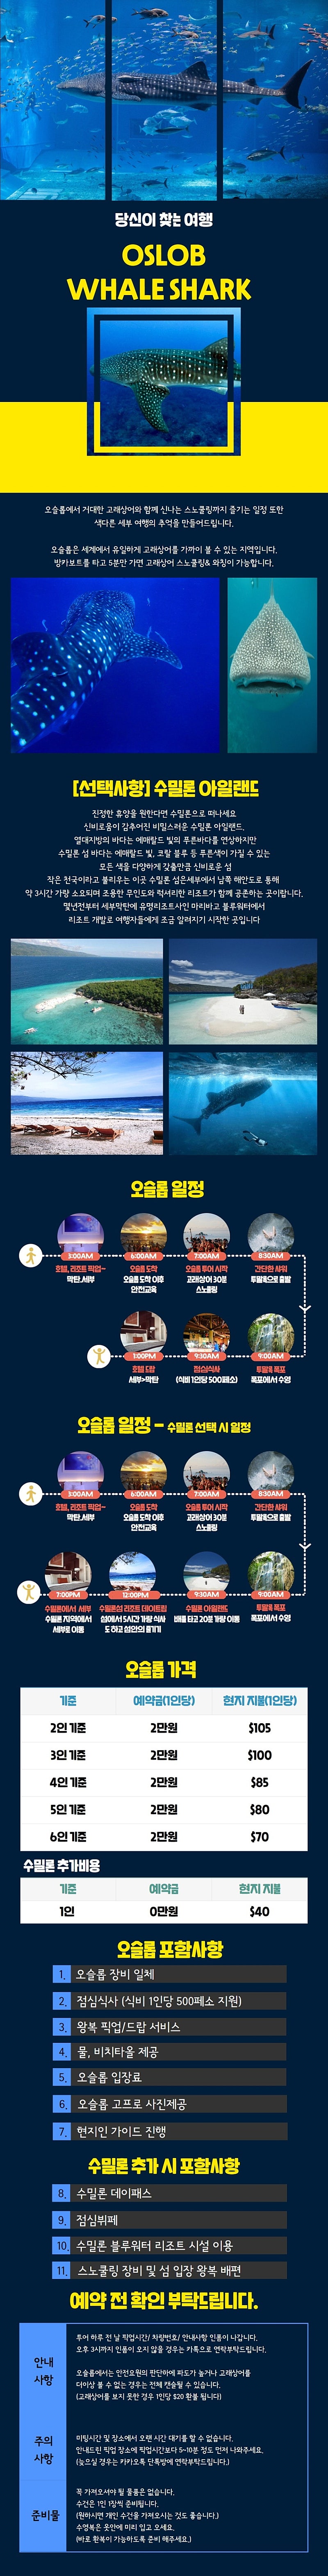 당신이 찾는 여행
OSLOB
WHALE SHARK
오슬롭에서 거대한 고래상어와 함께 신나는 스노쿨링까지 즐기는 일정 또한
색다른 세부 여행의 추억을 만들어드립니다.
오슬롭은 세계에서 유일하게 고래상어를 가까이 볼 수 있는 지역입니다.
방카보트를 타고 5분만 가면 고래상어 스노쿨링& 와칭이 가능합니다.
[선택사항] 수밀론 아일랜드
진정한 휴양을 원한다면 수밀론으로 떠나세요
신비로움이 감추어진 비밀스러운 수밀론 아일랜드.
열대지방의 바다는 에메랄드 빛의 푸른바다를 연상하지만
수밀론 섬 바다는 에메랄드 빛, 코랄 블루 등 푸른색이 가질 수 있는
모든 색을 다양하게 갖춤만큼 신비로운 섬
작은 천국이라고 불리우는 이곳 수밀론 섬은세부에서 남쪽 해안도로 통해
약 3시간 가량 소요되며 조용한 무인도와 럭셔리한 리조트가 함께 공존하는 곳이랍니다.
몇년전부터 세부막탄에 유명리조트사인 마리바고 블루워터에서
리조트 개발로 여행자들에게 조금 알려지기 시작한 곳입니다
오슬롭 일정
3:00AM
6:00AM
7:00AM
8:30AM
호텔, 리조트 픽업-
막탄,세부
오슬롭 도착
오슬롭 도착 이후
안전교육
오슬롭 투어 시작
고래상어 30분
스노쿨링
간단한 샤워
투말록으로 출발
1:00PM
9:30AM
9:00AM
호텔 드랍
세부>막탄
점심식사
(식비 1인당 500페소)
투말록 폭포
폭포에서 수영
오슬롭 일정 - 수밀론 선택 시 일정
3:00AM
6:00AM
7:00AM
8:30AM
호텔, 리조트 픽업-
막탄,세부
오슬롭 도착
오슬롭 도착 이후
안전교육
오슬롭 투어 시작
고래상어 30분
스노쿨링
간단한 샤워
투말록으로 출발
7:00PM
12:00PM
9:30AM
9:00AM
수밀론에서 세부
수밀론 지역에서
세부로 이동
수밀론섬 리조트 데이트립
섬에서 5시간 가량 식사
도 하고 섬안의 즐기기
수밀론 아일랜드
배를 타고 20분 가량 이동
투말록 폭포
폭포에서 수영
오슬롭 가격
기준 예약금(1인당) 현지 지불(1인당)
2인 기준 2만원 $105
3인 기준 2만원 $100
4인 기준 2만원 $85
5인 기준 2만원 $80
6인 기준 2만원 $70
수밀론 추가비용
기준 예약금 현지 지불
1인 0만원 $40
오슬롭 포함사항
1. 오슬롭 장비 일체
2. 점심식사 (식비 1인당 500페소 지원)
3. 왕복 픽업/드랍 서비스
4. 물, 비치타올 제공
5. 오슬롭 입장료
6. 오슬롭 고프로 사진제공
7. 현지인 가이드 진행
수밀론 추가 시 포함사항
8. 수밀론 데이패스
9. 점심뷔페
10. 수밀론 블루워터 리조트 시설 이용
11. 스노쿨링 장비 및 섬 입장 왕복 배편
예약 전 확인 부탁드립니다.
안내
사항
투어 하루 전 날 픽업시간/ 차량번호/ 안내사항 인폼이 나갑니다.
오후 3시까지 인폼이 오지 않을 경우는 카톡으로 연락부탁드립니다.
오슬롭에서는 안전요원의 판단하에 파도가 높거나 고래상어를
더이상 볼 수 없는 경우는 전체 캔슬될 수 있습니다.
(고래상어를 보지 못한 경우 1인당 $20 환불 됩니다)
주의
사항
미팅시간 및 장소에서 오랜 시간 대기를 할 수 없습니다.
안내드린 픽업 장소에 픽업시간보다 5~10분 정도 먼저 나와주세요.
(늦으실 경우는 카카오톡 단톡방에 연락부탁드립니다.)
준비물
꼭 가져오셔야 될 물품은 없습니다.
수건은 1인 1장씩 준비됩니다.
(원하시면 개인 수건을 가져오시는 것도 좋습니다.)
수영복은 옷안에 미리 입고 오세요.
(바로 환복이 가능하도록 준비 해주세요.)